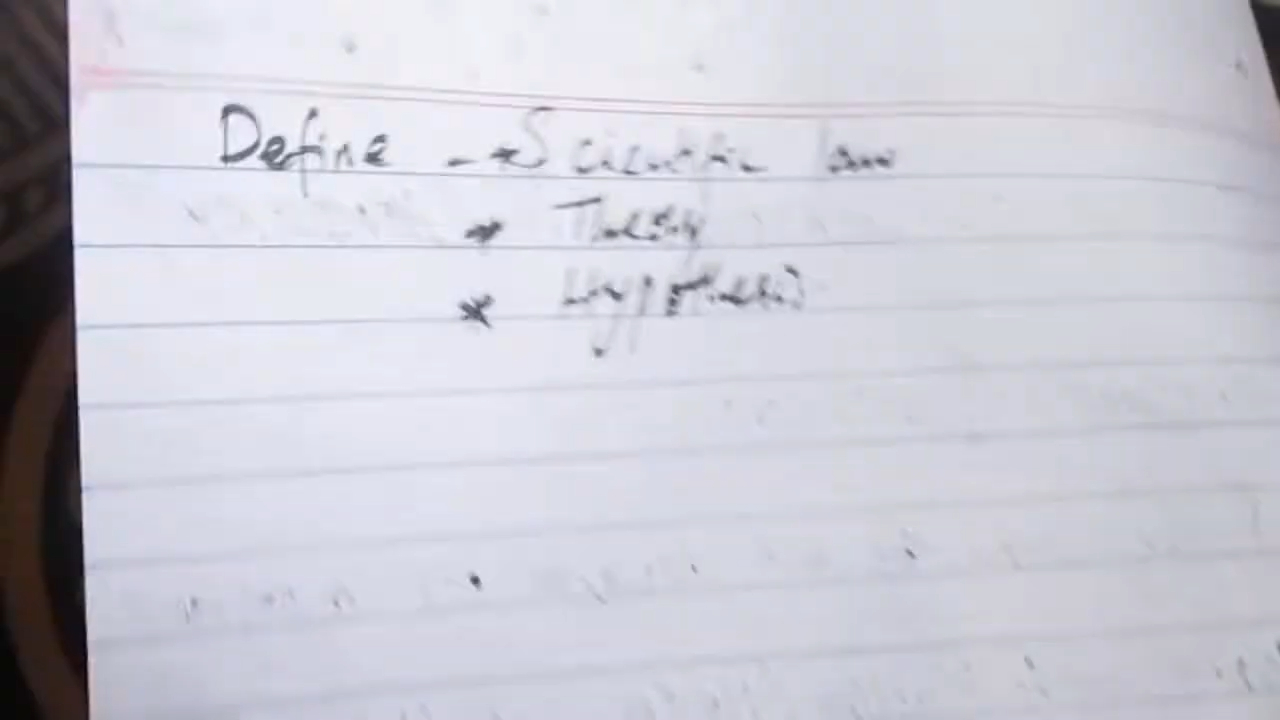 Define - * Scientific law
* Theory
* Hypothesis